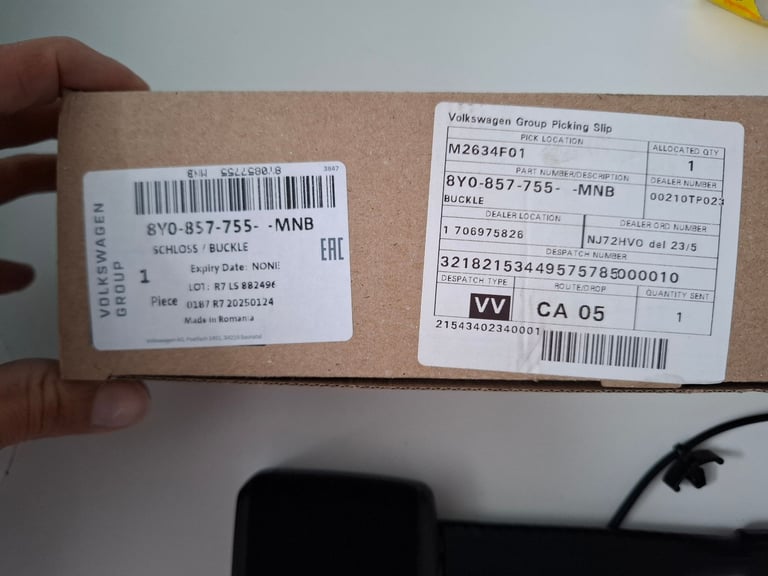 3847
8Y0857755 MNB
8Y0-857-755- -MNB
SCHLOSS / BUCKLE
EAC
VOLKSWAGEN
GROUP
1
Piece
Expiry Date: NONE
LOT: R7 LS 882496
0187 R7 20250124
Made in Romania
Volkswagen Group Picking Slip
PICK LOCATION
ALLOCATED QTY
M2634F01
1
PART NUMBER/DESCRIPTION
DEALER NUMBER
8Y0-857-755- -MNB
00210TP023
BUCKLE
DEALER LOCATION
DEALER ORD NUMBER
1 706975826
NJ72HVO del 23/5
DESPATCH NUMBER
32182153449575785000010
DESPATCH TYPE
ROUTE/DROP
QUANTITY SENT
VV
CA 05
1
21543402340001